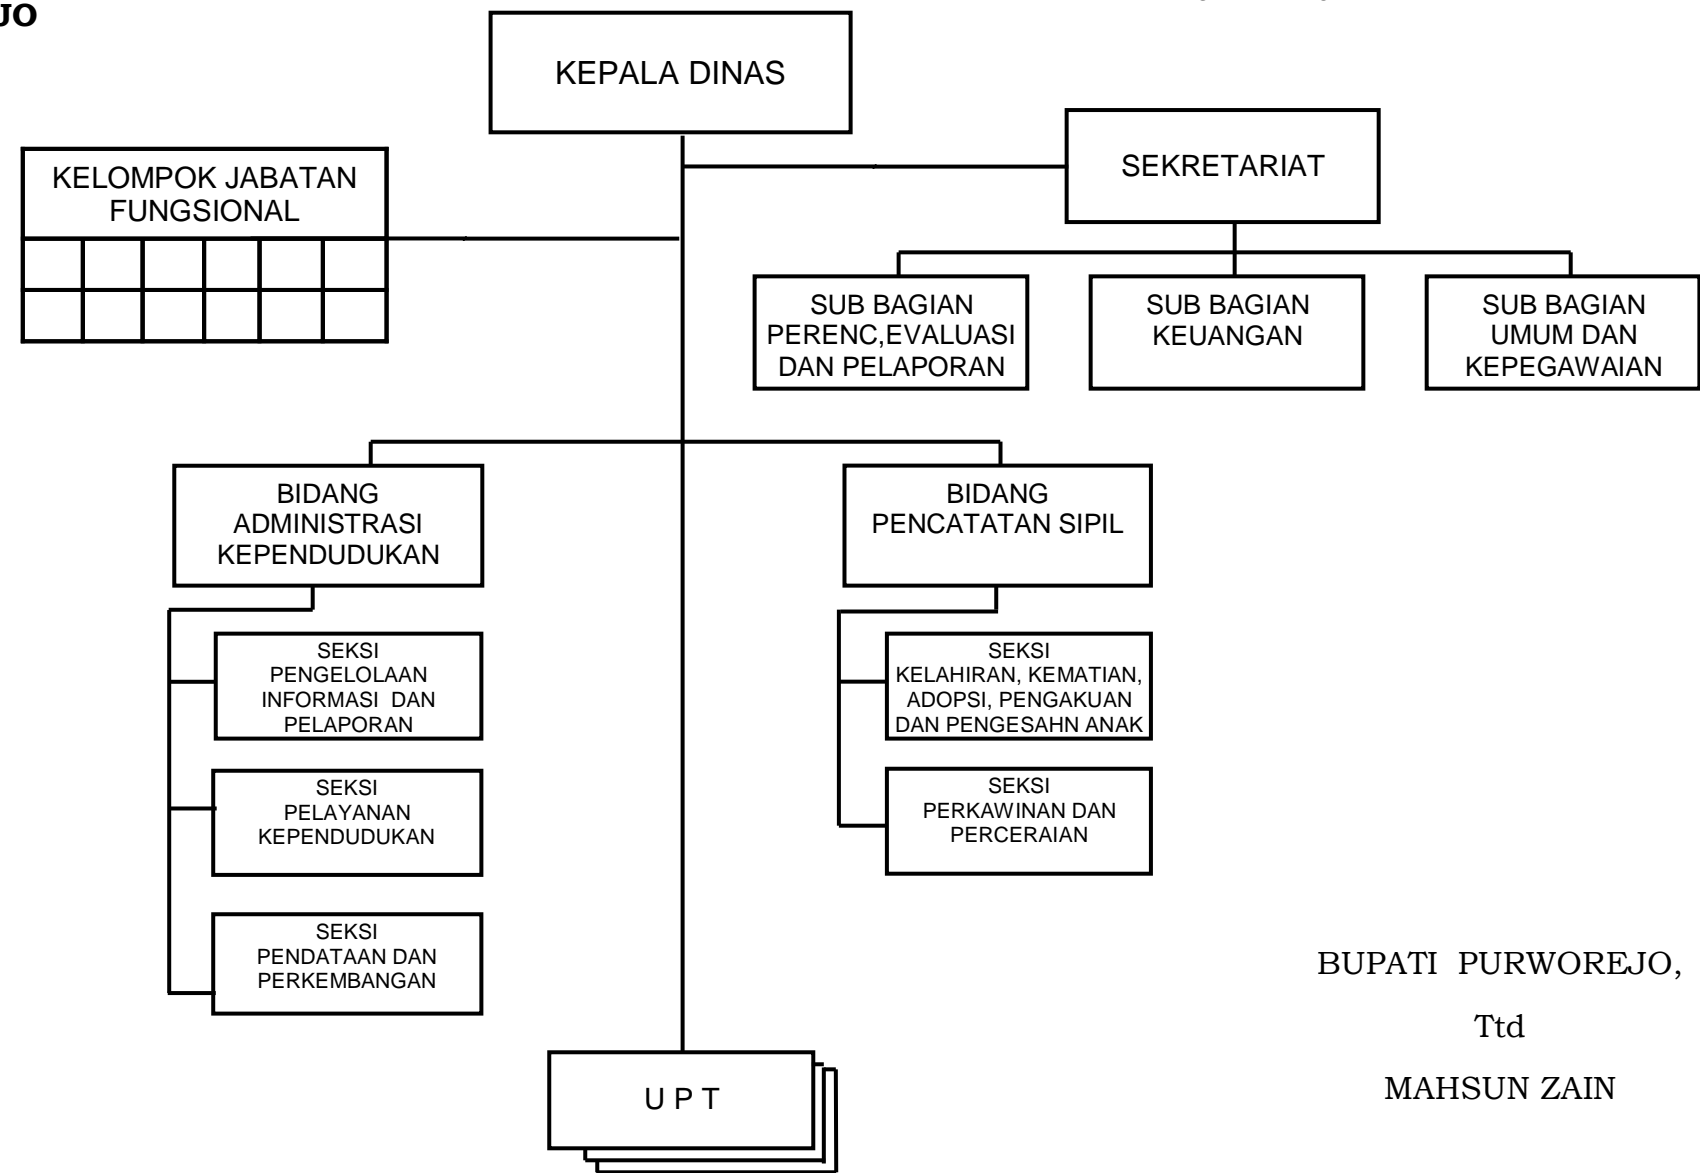 JO
KEPALA DINAS
SEKRETARIAT
KELOMPOK JABATAN
FUNGSIONAL
SUB BAGIAN
PERENC,EVALUASI
DAN PELAPORAN
SUB BAGIAN
KEUANGAN
SUB BAGIAN
UMUM DAN
KEPEGAWAIAN
BIDANG
ADMINISTRASI
KEPENDUDUKAN
BIDANG
PENCATATAN SIPIL
SEKSI
PENGELOLAAN
INFORMASI DAN
PELAPORAN
SEKSI
PELAYANAN
KEPENDUDUKAN
SEKSI
PENDATAAN DAN
PERKEMBANGAN
SEKSI
KELAHIRAN, KEMATIAN,
ADOPSI, PENGAKUAN
DAN PENGESAHN ANAK
SEKSI
PERKAWINAN DAN
PERCERAIAN
U P T
BUPATI PURWOREJO,
Ttd
MAHSUN ZAIN